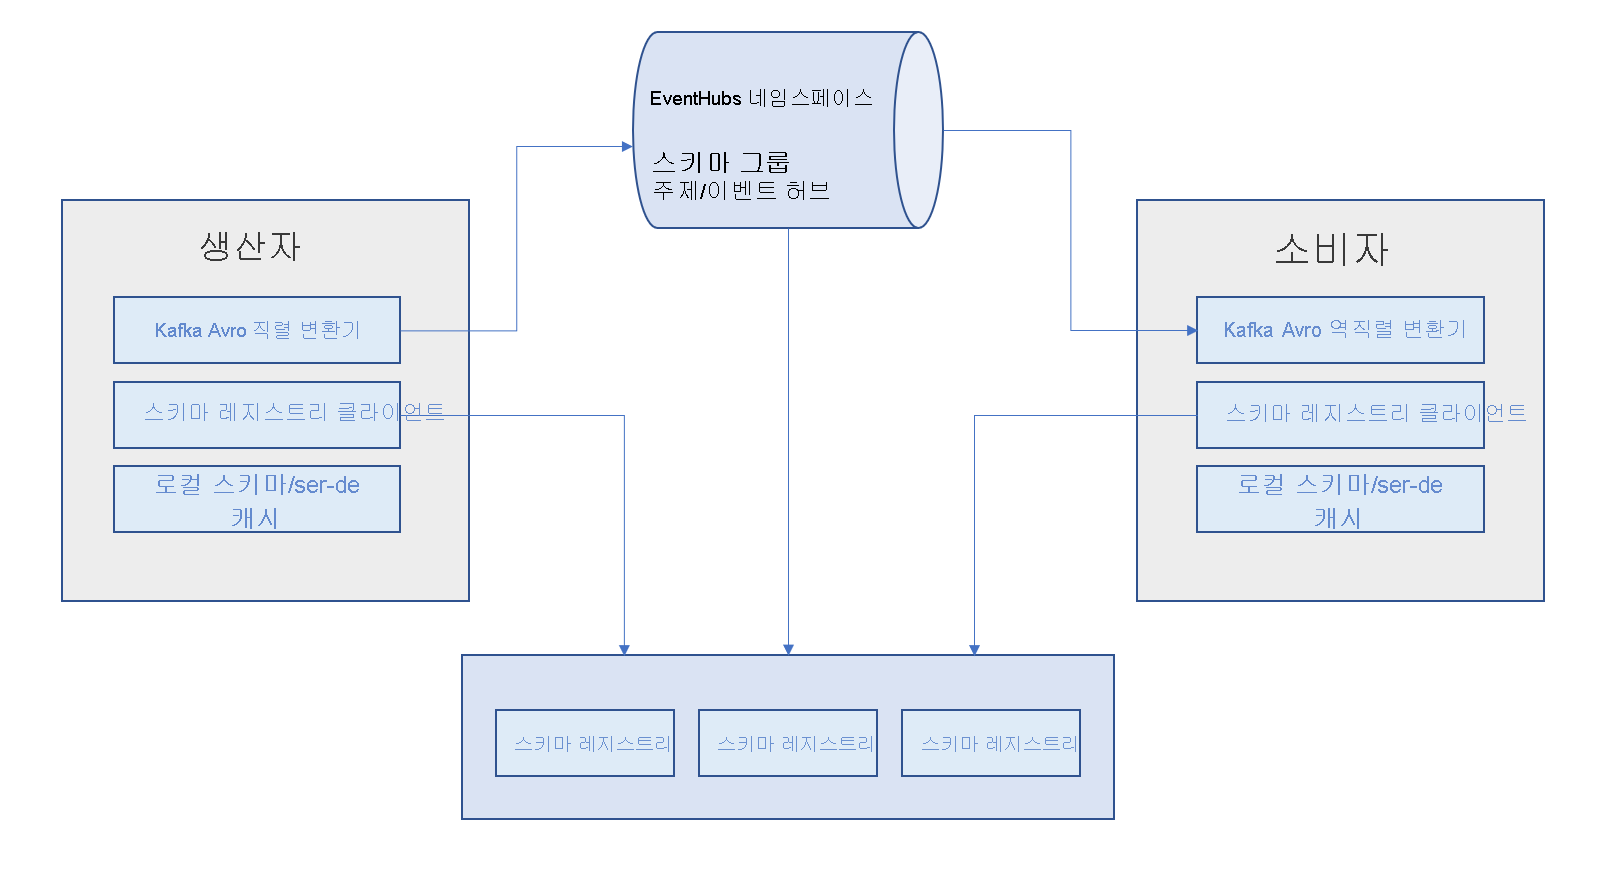 EventHubs 네임스페이스
스키마 그룹
주제/이벤트 허브
생산자
Kafka Avro 직렬 변환기
스키마 레지스트리 클라이언트
로컬 스키마/ser-de
캐시
소비자
Kafka Avro 역직렬 변환기
스키마 레지스트리 클라이언트
로컬 스키마/ser-de
캐시
스키마 레지스트리
스키마 레지스트리
스키마 레지스트리